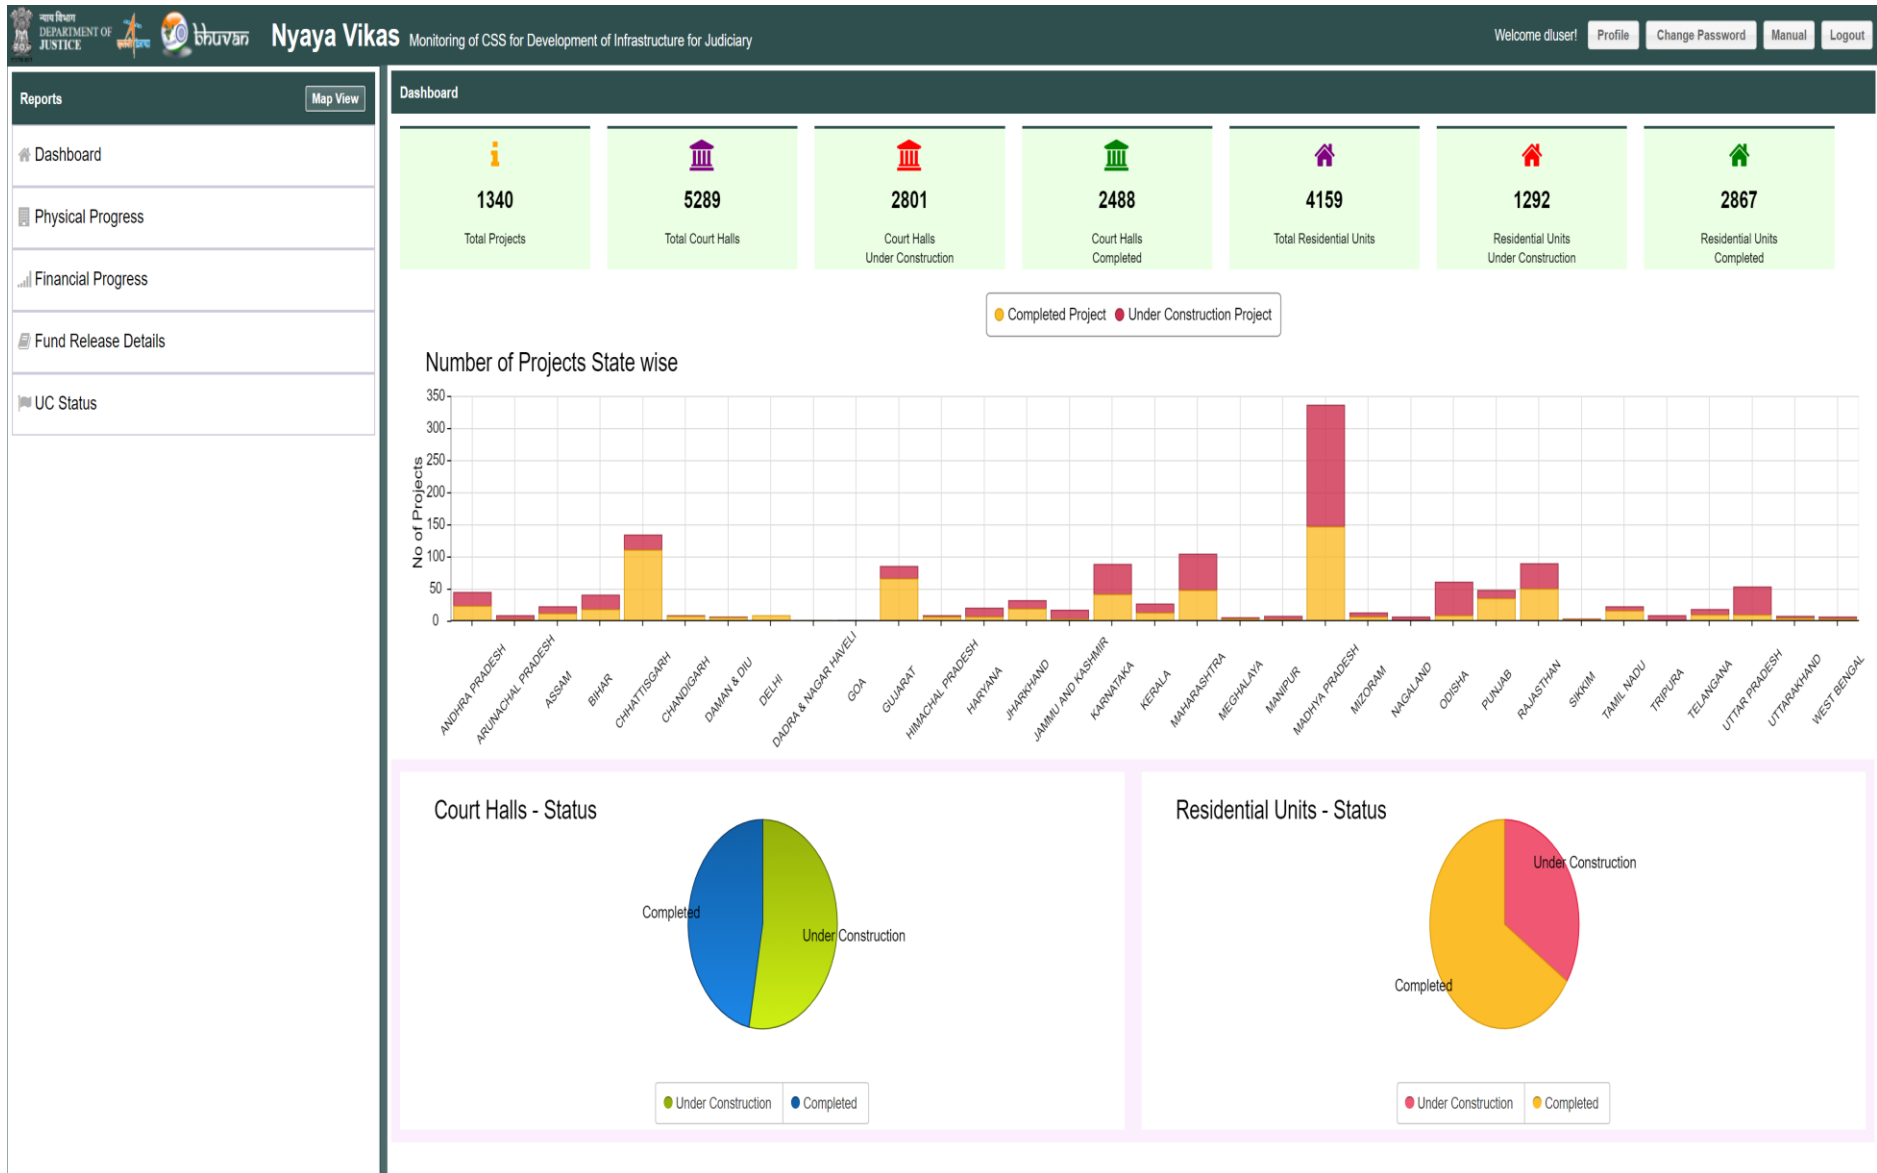 न्याय विभाग
DEPARTMENT OF
JUSTICE
bhuvan
Nyaya Vikas Monitoring of CSS for Development of Infrastructure for Judiciary
Welcome dluser! Profile Change Password Manual Logout
Reports Map View
Dashboard
Physical Progress
Financial Progress
Fund Release Details
UC Status
Dashboard
1340
Total Projects
5289
Total Court Halls
2801
Court Halls
Under Construction
2488
Court Halls
Completed
4159
Total Residential Units
1292
Residential Units
Under Construction
2867
Residential Units
Completed
Completed Project Under Construction Project
Number of Projects State wise
No of Projects
350
300
250
200
150
100
50
0
ANDHRA PRADESH
ARUNACHAL PRADESH
ASSAM
BIHAR
CHHATTISGARH
CHANDIGARH
DAMAN & DIU
DELHI
DADRA & NAGAR HAVELI
GOA
GUJARAT
HIMACHAL PRADESH
HARYANA
JHARKHAND
JAMMU AND KASHMIR
KARNATAKA
KERALA
MAHARASHTRA
MEGHALAYA
MANIPUR
MADHYA PRADESH
MIZORAM
NAGALAND
ODISHA
PUNJAB
RAJASTHAN
SIKKIM
TAMIL NADU
TRIPURA
TELANGANA
UTTAR PRADESH
UTTARAKHAND
WEST BENGAL
Court Halls - Status
Completed
Under Construction
Under Construction Completed
Residential Units - Status
Under Construction
Completed
Under Construction Completed